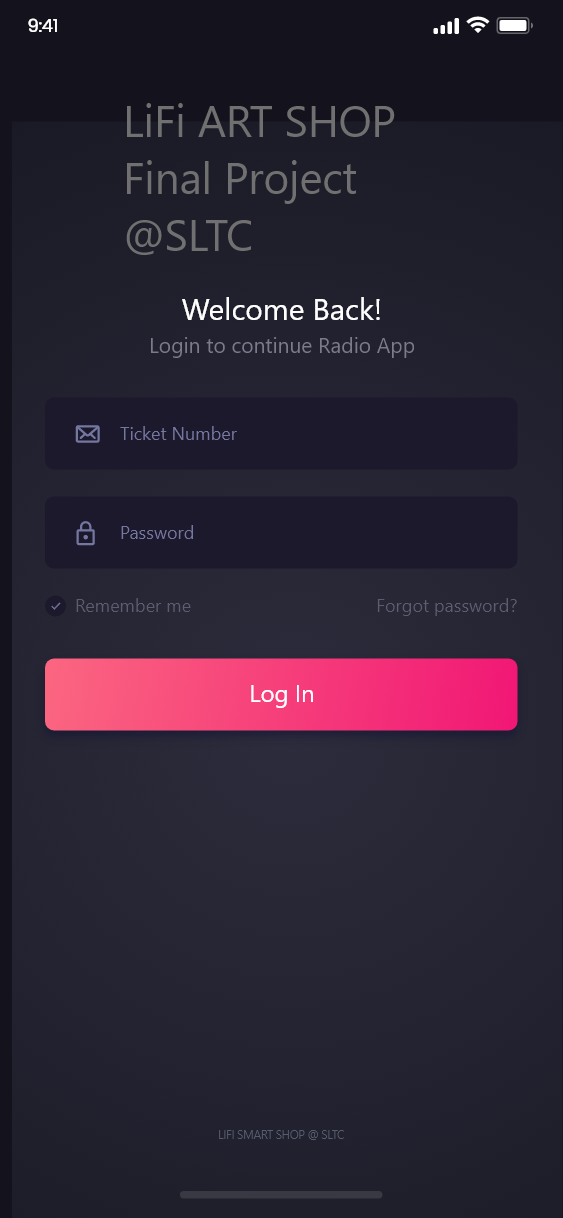 9:41
LiFi ART SHOP
Final Project
@SLTC
Welcome Back!
Login to continue Radio App
Ticket Number
Password
Remember me
Forgot password?
Log In
LIFI SMART SHOP @ SLTC